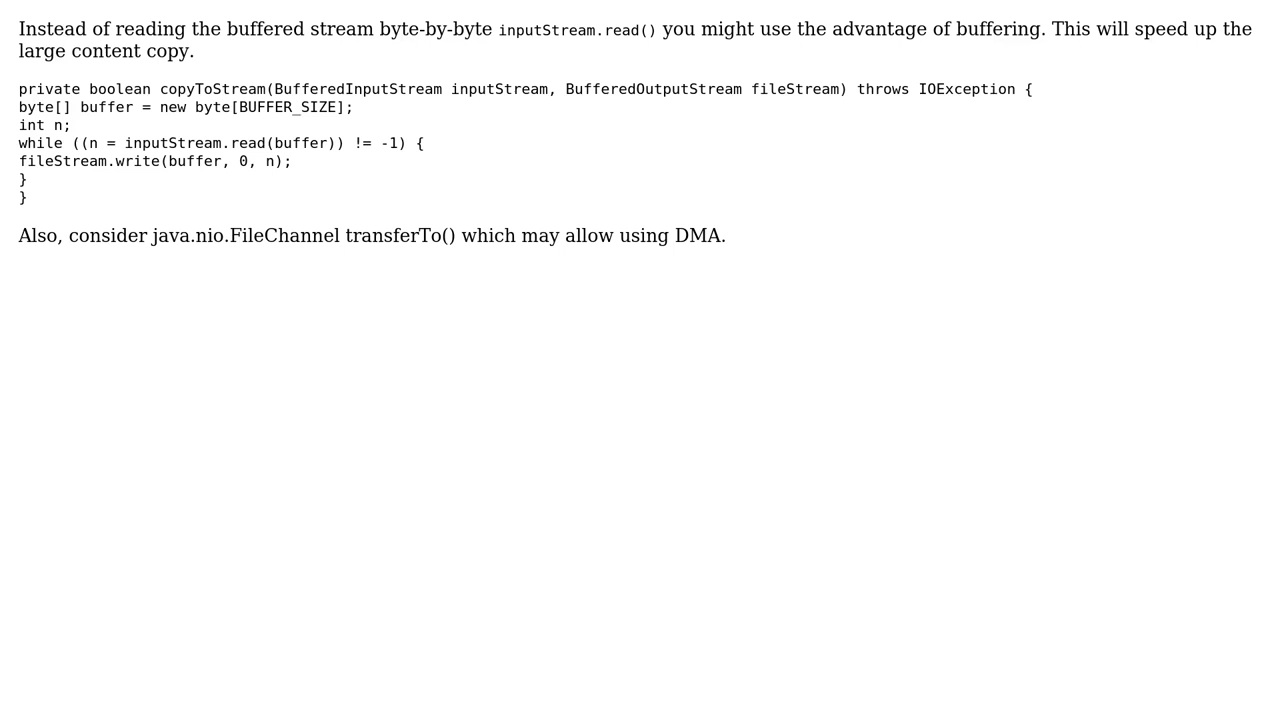 Instead of reading the buffered stream byte-by-byte inputStream.read() you might use the advantage of buffering. This will speed up the
large content copy.
private boolean copyToStream(BufferedInputStream inputStream, BufferedOutputStream fileStream) throws IOException {
byte[] buffer = new byte[BUFFER_SIZE];
int n;
while ((n = inputStream.read(buffer)) != -1) {
fileStream.write(buffer, 0, n);
}
}
Also, consider java.nio.FileChannel transferTo() which may allow using DMA.